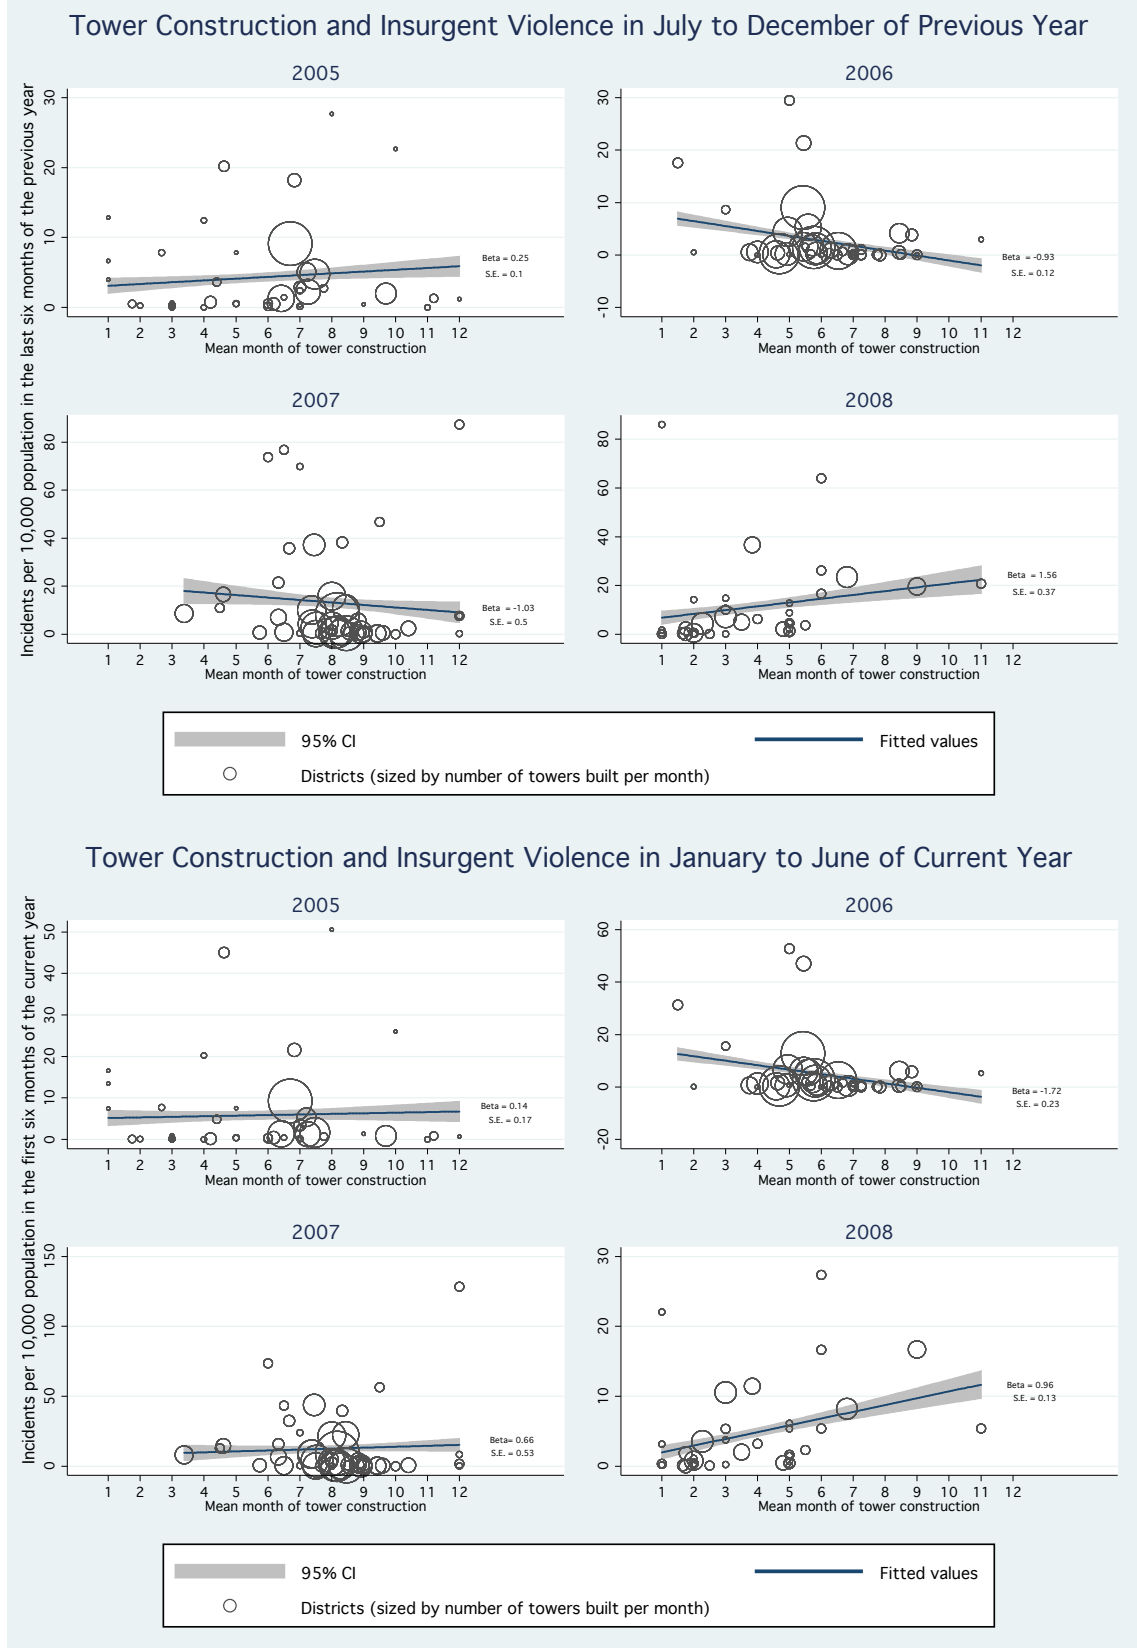 Tower Construction and Insurgent Violence in July to December of Previous Year
Incidents per 10,000 population in the last six months of the previous year
2005
30
20
10
0
Beta = 0.25
S.E. = 0.1
1 2 3 4 5 6 7 8 9 10 11 12
Mean month of tower construction
2006
30
20
10
0
-10
Beta = -0.93
S.E. = 0.12
1 2 3 4 5 6 7 8 9 10 11 12
Mean month of tower construction
2007
80
60
40
20
0
Beta = -1.03
S.E. = 0.5
1 2 3 4 5 6 7 8 9 10 11 12
Mean month of tower construction
2008
80
60
40
20
0
Beta = 1.56
S.E. = 0.37
1 2 3 4 5 6 7 8 9 10 11 12
Mean month of tower construction
95% CI
Fitted values
Districts (sized by number of towers built per month)
Tower Construction and Insurgent Violence in January to June of Current Year
Incidents per 10,000 population in the first six months of the current year
2005
50
40
30
20
10
0
Beta = 0.14
S.E. = 0.17
1 2 3 4 5 6 7 8 9 10 11 12
Mean month of tower construction
2006
60
40
20
0
-20
Beta = -1.72
S.E. = 0.23
1 2 3 4 5 6 7 8 9 10 11 12
Mean month of tower construction
2007
150
100
50
0
Beta= 0.66
S.E. = 0.53
1 2 3 4 5 6 7 8 9 10 11 12
Mean month of tower construction
2008
30
20
10
0
Beta = 0.96
S.E. = 0.13
1 2 3 4 5 6 7 8 9 10 11 12
Mean month of tower construction
95% CI
Fitted values
Districts (sized by number of towers built per month)